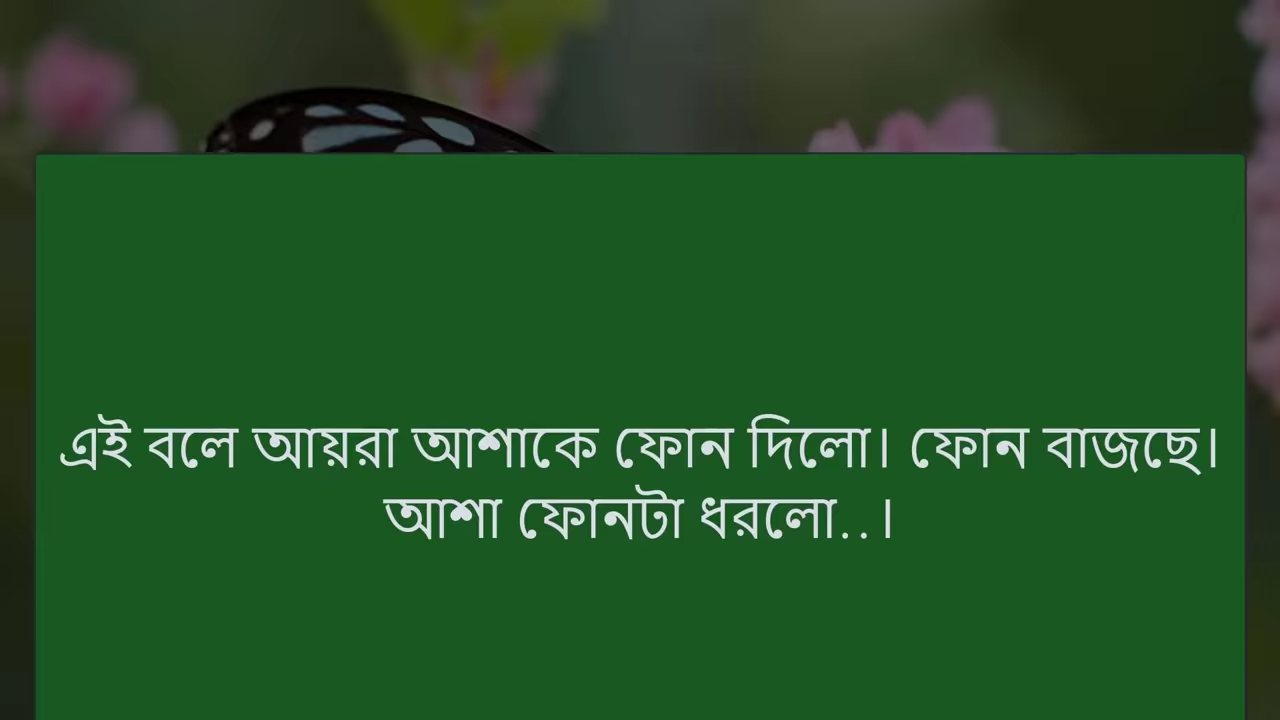 এই বলে আয়রা আশাকে ফোন দিলো। ফোন বাজছে।
আশা ফোনটা ধরলো..।